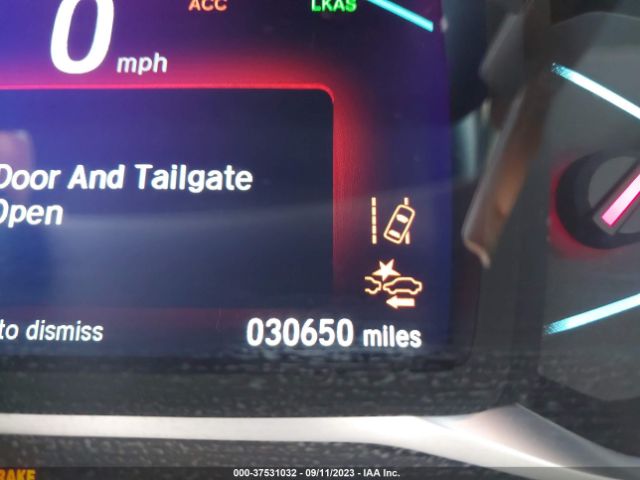 ACC LKAS
0 mph
Door And Tailgate
Open
to dismiss
030650 miles
BRAKE
000-37531032 - 09/11/2023 - IAA Inc.